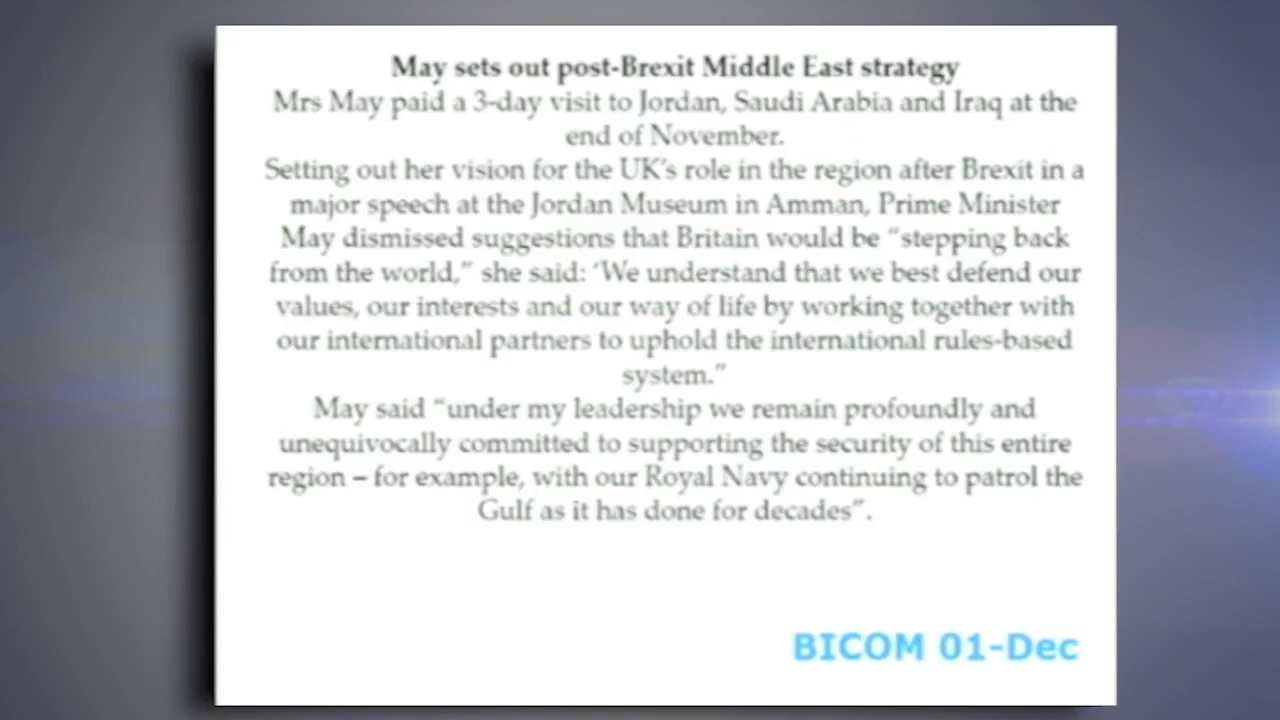 May sets out post-Brexit Middle East strategy
Mrs May paid a 3-day visit to Jordan, Saudi Arabia and Iraq at the
end of November.
Setting out her vision for the UK’s role in the region after Brexit in a
major speech at the Jordan Museum in Amman, Prime Minister
May dismissed suggestions that Britain would be “stepping back
from the world,” she said: ‘We understand that we best defend our
values, our interests and our way of life by working together with
our international partners to uphold the international rules-based
system.”
May said “under my leadership we remain profoundly and
unequivocally committed to supporting the security of this entire
region – for example, with our Royal Navy continuing to patrol the
Gulf as it has done for decades”.
BICOM 01-Dec